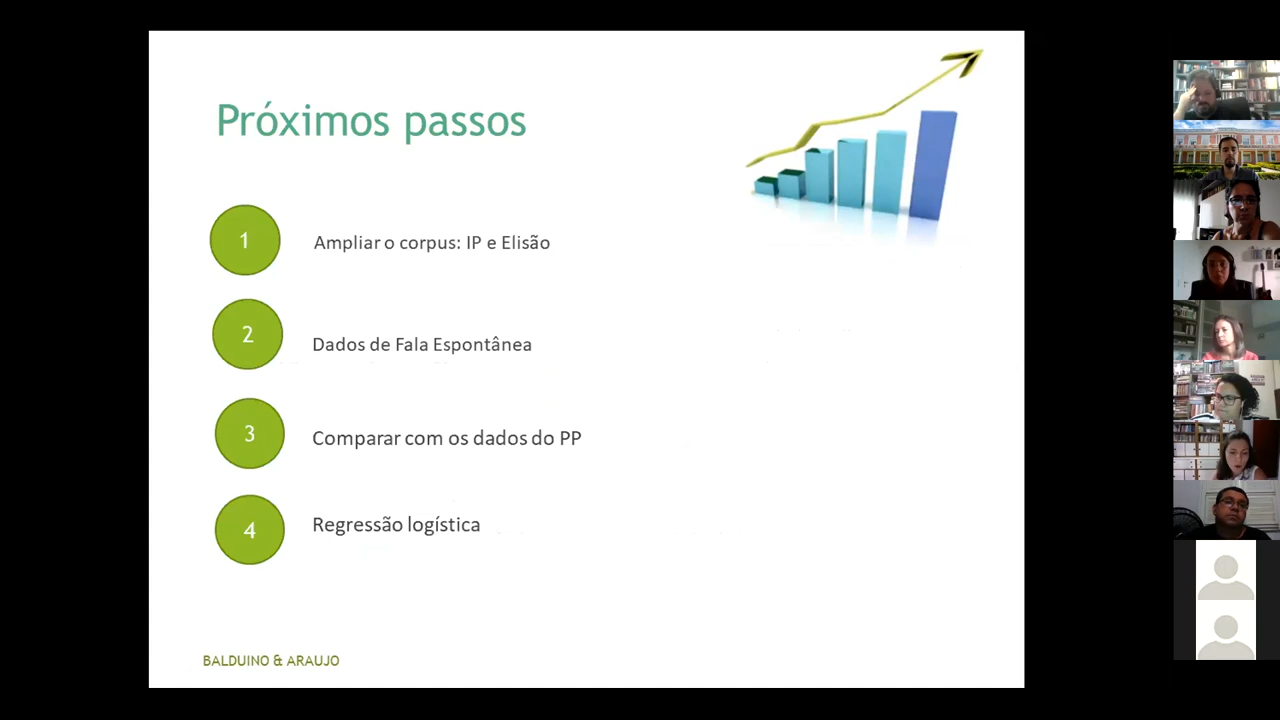 Próximos passos
1
Ampliar o corpus: IP e Elisão
2
Dados de Fala Espontânea
3
Comparar com os dados do PP
4
Regressão logística
BALDUINO & ARAUJO